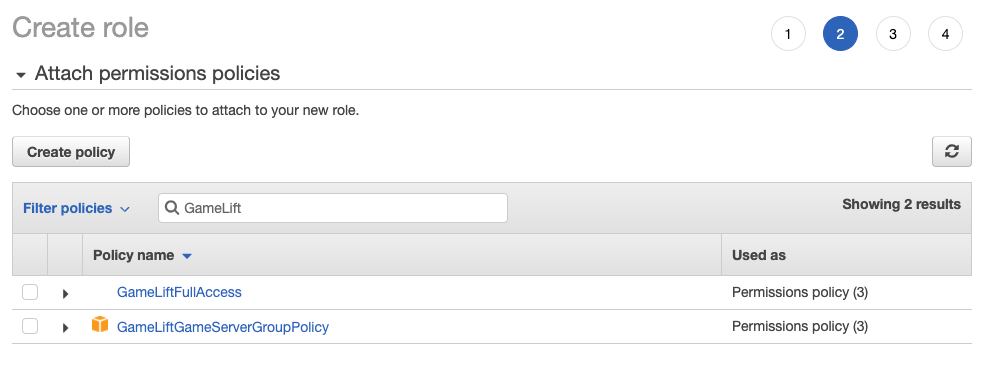 Create role
1 2 3 4
Attach permissions policies
Choose one or more policies to attach to your new role.
Create policy
Filter policies GameLift Showing 2 results
Policy name Used as
GameLiftFullAccess Permissions policy (3)
GameLiftGameServerGroupPolicy Permissions policy (3)